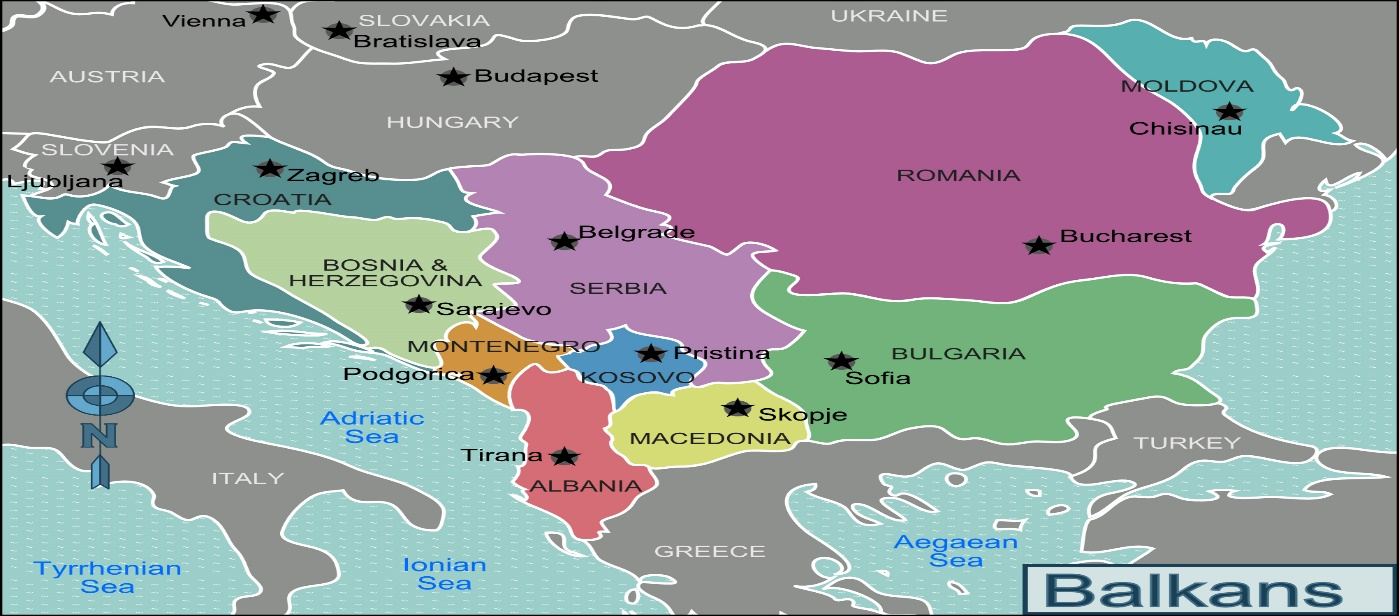 Vienna
SLOVAKIA
UKRAINE
Bratislava
AUSTRIA
Budapest
MOLDOVA
HUNGARY
Chisinau
SLOVENIA
Ljubljana
Zagreb
CROATIA
ROMANIA
Belgrade
Bucharest
BOSNIA &
HERZEGOVINA
SERBIA
Sarajevo
MONTENEGRO
Pristina
BULGARIA
Podgorica
KOSOVO
Sofia
Adriatic
Sea
Skopje
N
MACEDONIA
TURKEY
Tirana
ITALY
ALBANIA
GREECE
Aegaean
Sea
Tyrrhenian
Sea
Ionian
Sea
Balkans